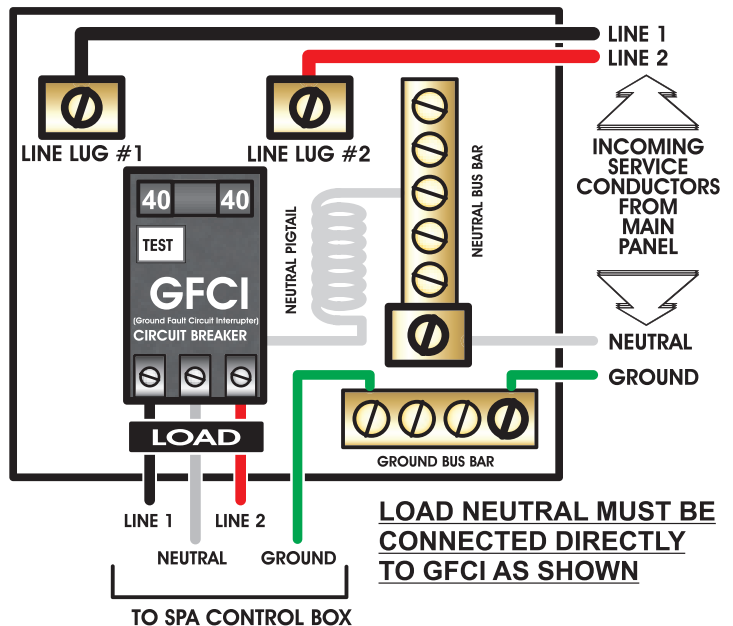 LINE 1
LINE 2
LINE LUG #1
LINE LUG #2
INCOMING
SERVICE
CONDUCTORS
FROM
MAIN
PANEL
40
40
TEST
GFCI
(Ground Fault Circuit Interrupter)
CIRCUIT BREAKER
NEUTRAL PIGTAIL
NEUTRAL BUS BAR
NEUTRAL
GROUND
LOAD
GROUND BUS BAR
LINE 1
LINE 2
NEUTRAL
GROUND
LOAD NEUTRAL MUST BE
CONNECTED DIRECTLY
TO GFCI AS SHOWN
TO SPA CONTROL BOX